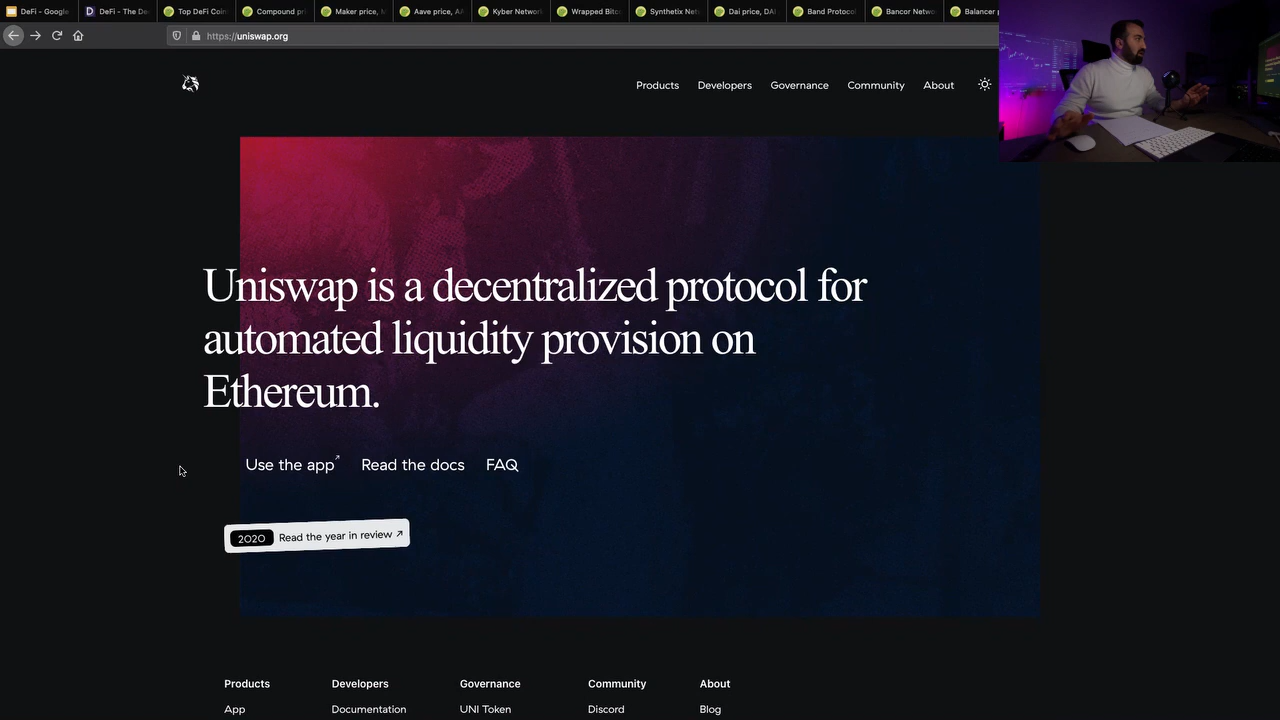 DeFi - Google
DeFi - The De
Top DeFi Coin
Compound pr
Maker price, M
Aave price, AA
Kyber Network
Wrapped Bitc
Synthetix Net
Dai price, DAI
Band Protocol
Bancor Netwo
Balancer p
https://uniswap.org
Products Developers Governance Community About
Uniswap is a decentralized protocol for
automated liquidity provision on
Ethereum.
Use the app↗ Read the docs FAQ
2020 Read the year in review ↗
Products Developers Governance Community About
App Documentation UNI Token Discord Blog